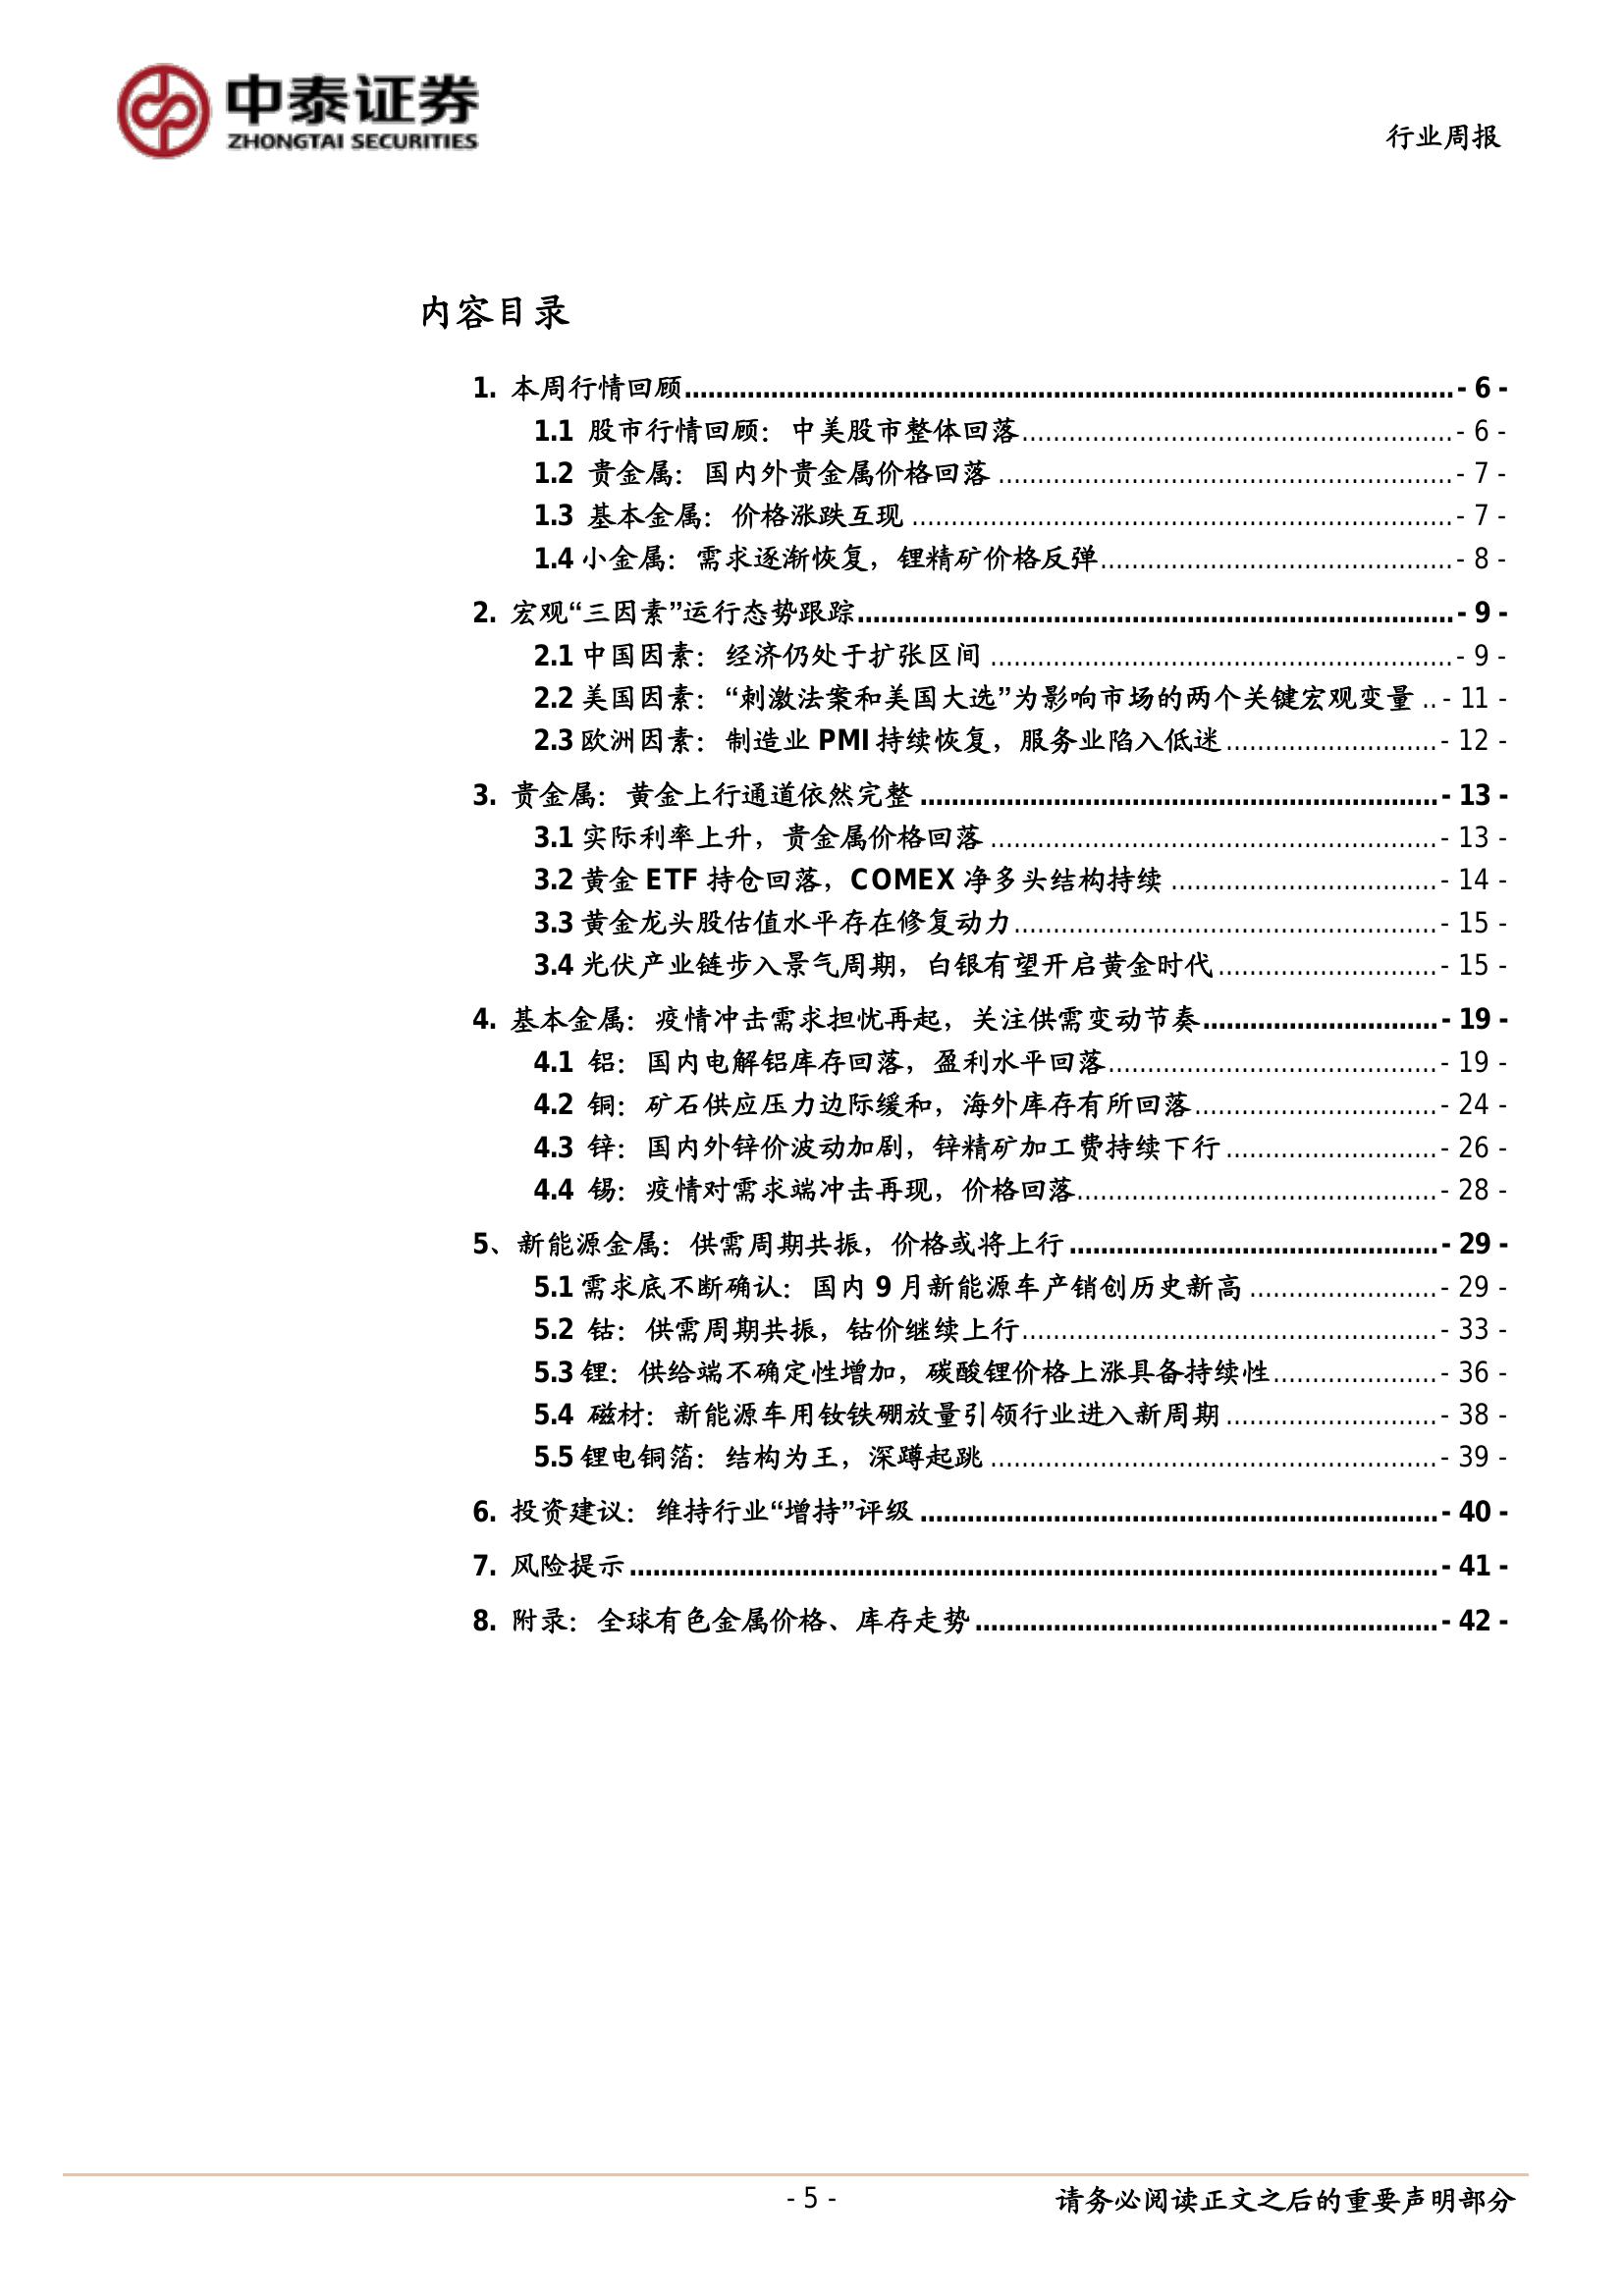 中泰证券
ZHONGTAI SECURITIES
行业周报
内容目录
1. 本周行情回顾 - 6 -
1.1 股市行情回顾：中美股市整体回落 - 6 -
1.2 贵金属：国内外贵金属价格回落 - 7 -
1.3 基本金属：价格涨跌互现 - 7 -
1.4 小金属：需求逐渐恢复，锂精矿价格反弹 - 8 -
2. 宏观“三因素”运行态势跟踪 - 9 -
2.1 中国因素：经济仍处于扩张区间 - 9 -
2.2 美国因素：“刺激法案和美国大选”为影响市场的两个关键宏观变量 - 11 -
2.3 欧洲因素：制造业 PMI 持续恢复，服务业陷入低迷 - 12 -
3. 贵金属：黄金上行通道依然完整 - 13 -
3.1 实际利率上升，贵金属价格回落 - 13 -
3.2 黄金 ETF 持仓回落，COMEX 净多头结构持续 - 14 -
3.3 黄金龙头股估值水平存在修复动力 - 15 -
3.4 光伏产业链步入景气周期，白银有望开启黄金时代 - 15 -
4. 基本金属：疫情冲击需求担忧再起，关注供需变动节奏 - 19 -
4.1 铝：国内电解铝库存回落，盈利水平回落 - 19 -
4.2 铜：矿石供应压力边际缓和，海外库存有所回落 - 24 -
4.3 锌：国内外锌价波动加剧，锌精矿加工费持续下行 - 26 -
4.4 锡：疫情对需求端冲击再现，价格回落 - 28 -
5、新能源金属：供需周期共振，价格或将上行 - 29 -
5.1 需求底不断确认：国内 9 月新能源车产销创历史新高 - 29 -
5.2 钴：供需周期共振，钴价继续上行 - 33 -
5.3 锂：供给端不确定性增加，碳酸锂价格上涨具备持续性 - 36 -
5.4 磁材：新能源车用钕铁硼放量引领行业进入新周期 - 38 -
5.5 锂电铜箔：结构为王，深蹲起跳 - 39 -
6. 投资建议：维持行业“增持”评级 - 40 -
7. 风险提示 - 41 -
8. 附录：全球有色金属价格、库存走势 - 42 -
- 5 -
请务必阅读正文之后的重要声明部分